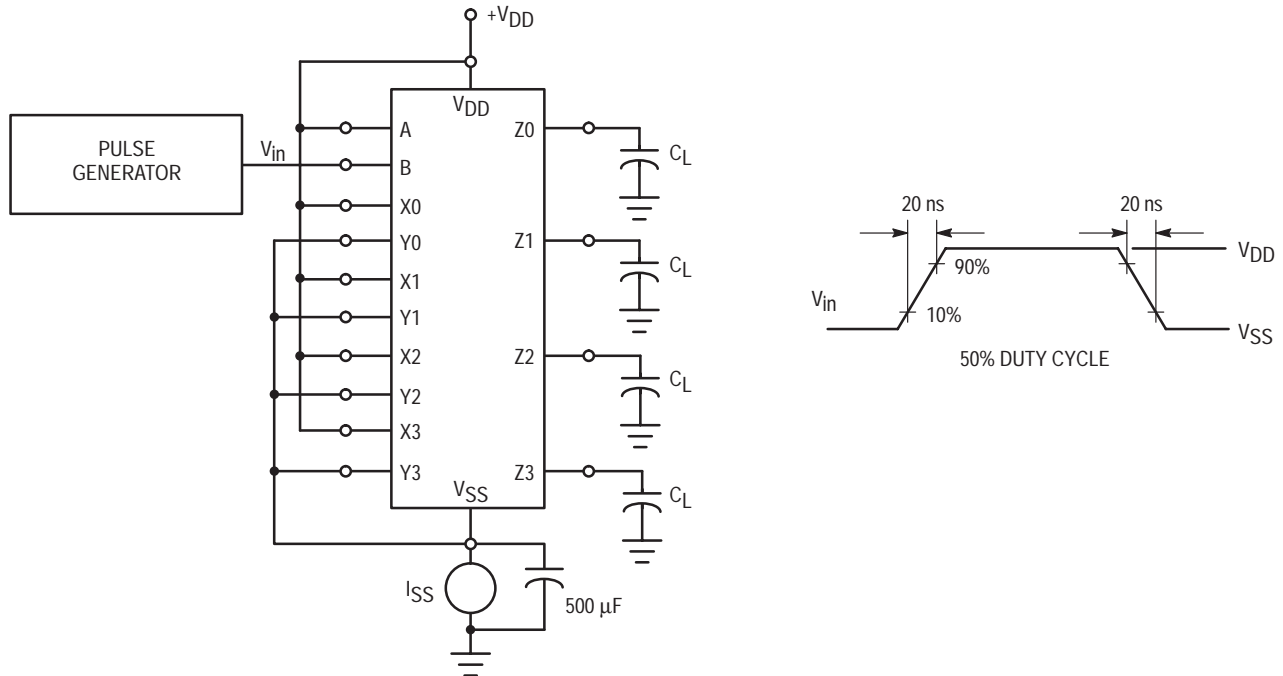 +VDD
VDD
PULSE
GENERATOR
Vin
A
B
X0
Y0
X1
Y1
X2
Y2
X3
Y3
Z0
Z1
Z2
Z3
CL
CL
CL
CL
VSS
ISS
500 µF
20 ns
20 ns
VDD
90%
Vin
10%
VSS
50% DUTY CYCLE